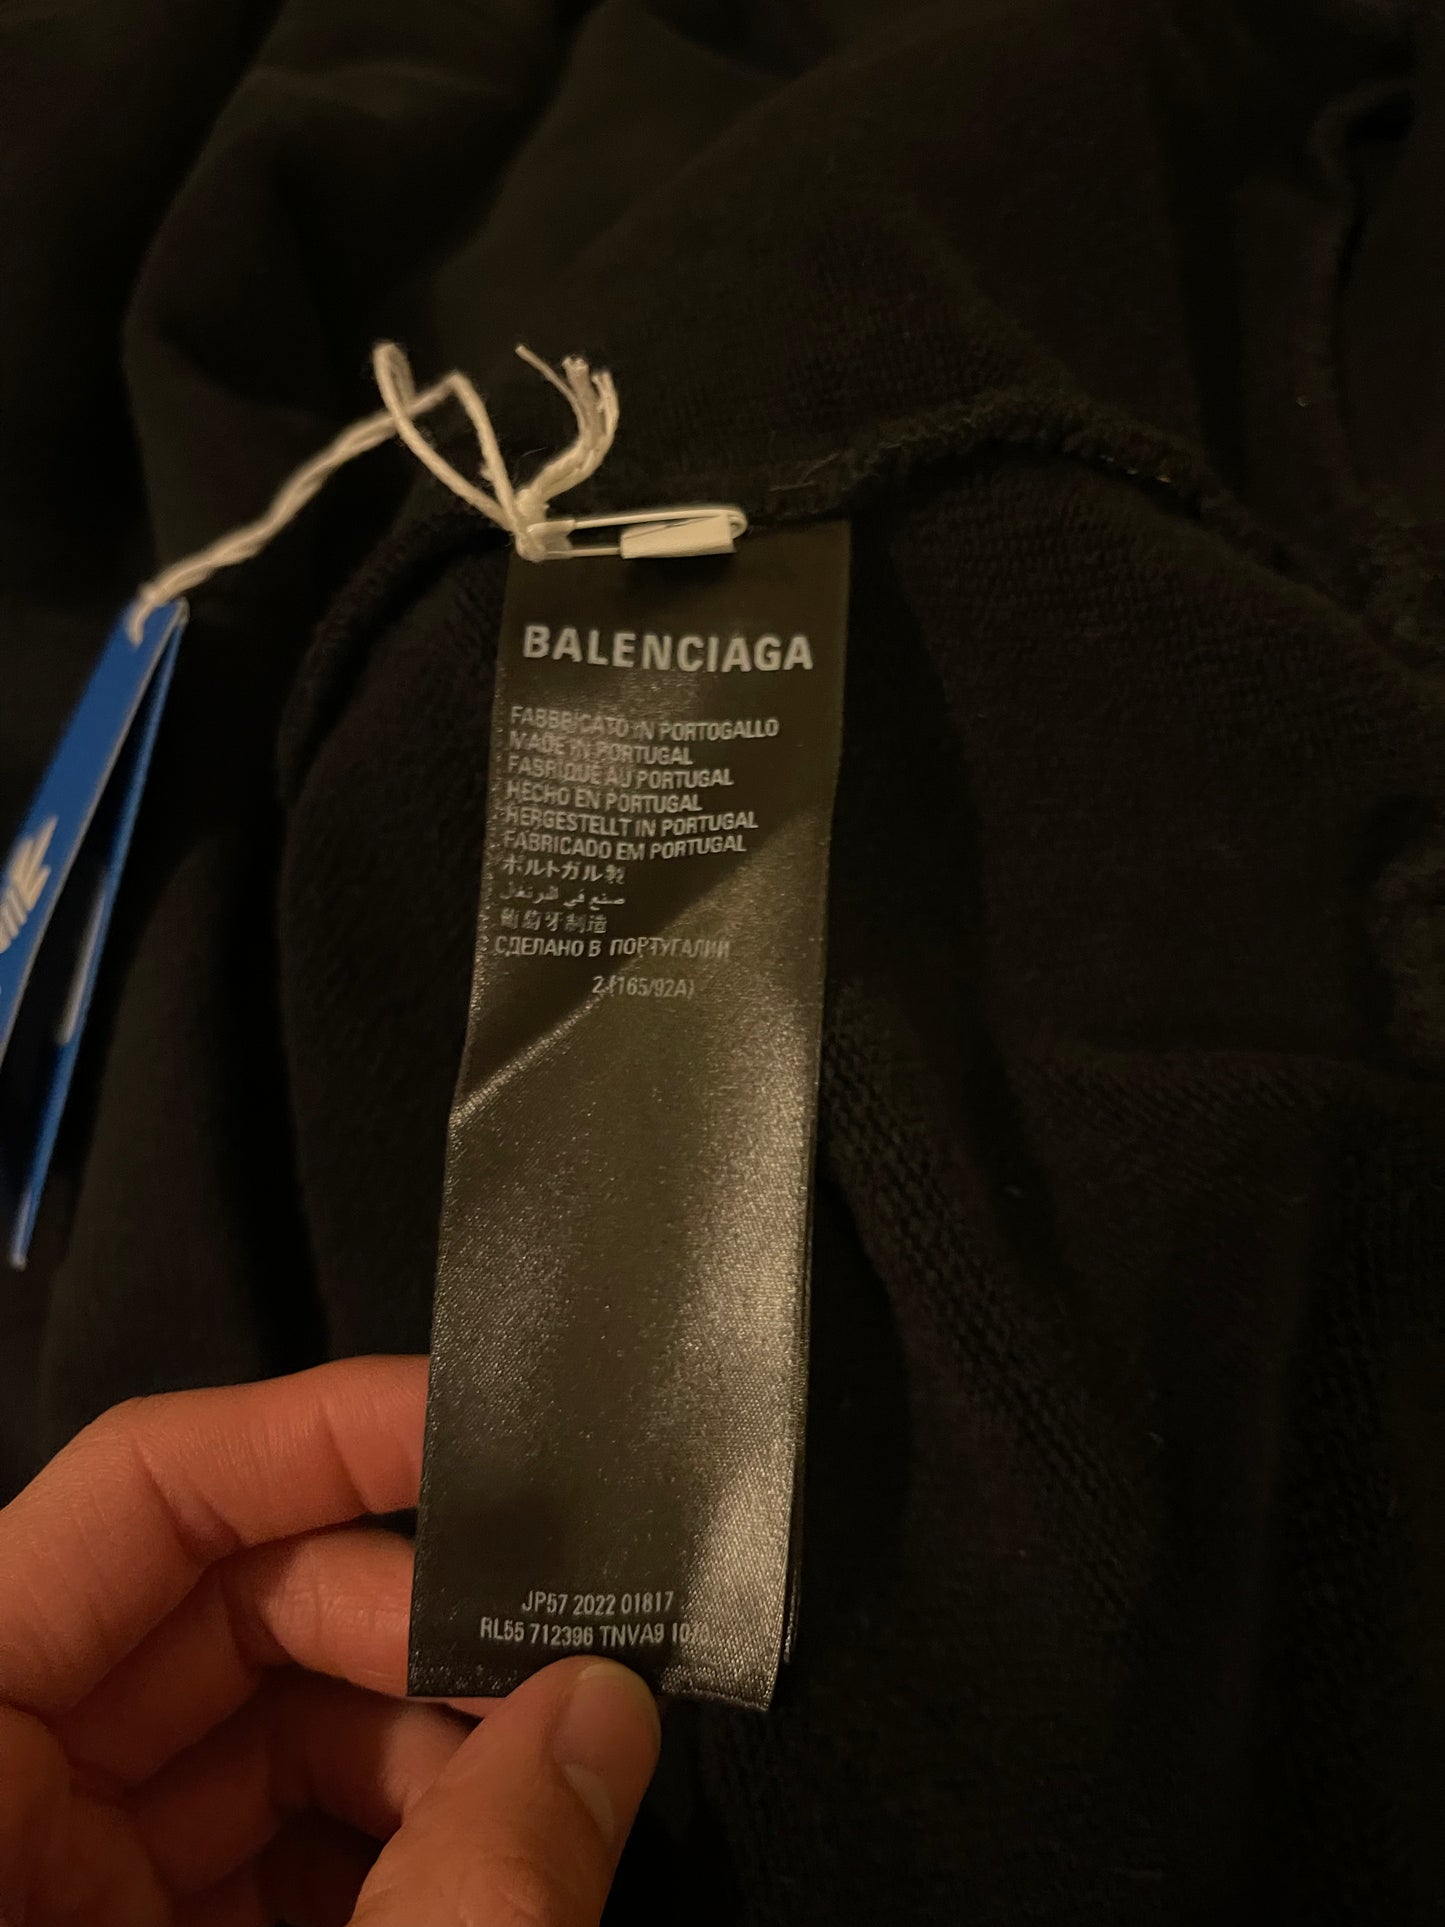 BALENCIAGA
FABBRICATO IN PORTOGALLO
MADE IN PORTUGAL
FABRIQUE AU PORTUGAL
HECHO EN PORTUGAL
HERGESTELLT IN PORTUGAL
FABRICADO EM PORTUGAL
ポルトガル製
صنع في البرتغال
葡萄牙制造
СДЕЛАНО В ПОРТУГАЛИИ
2 (165/92A)
JP57 2022 01817
RL55 712396 TNVA9